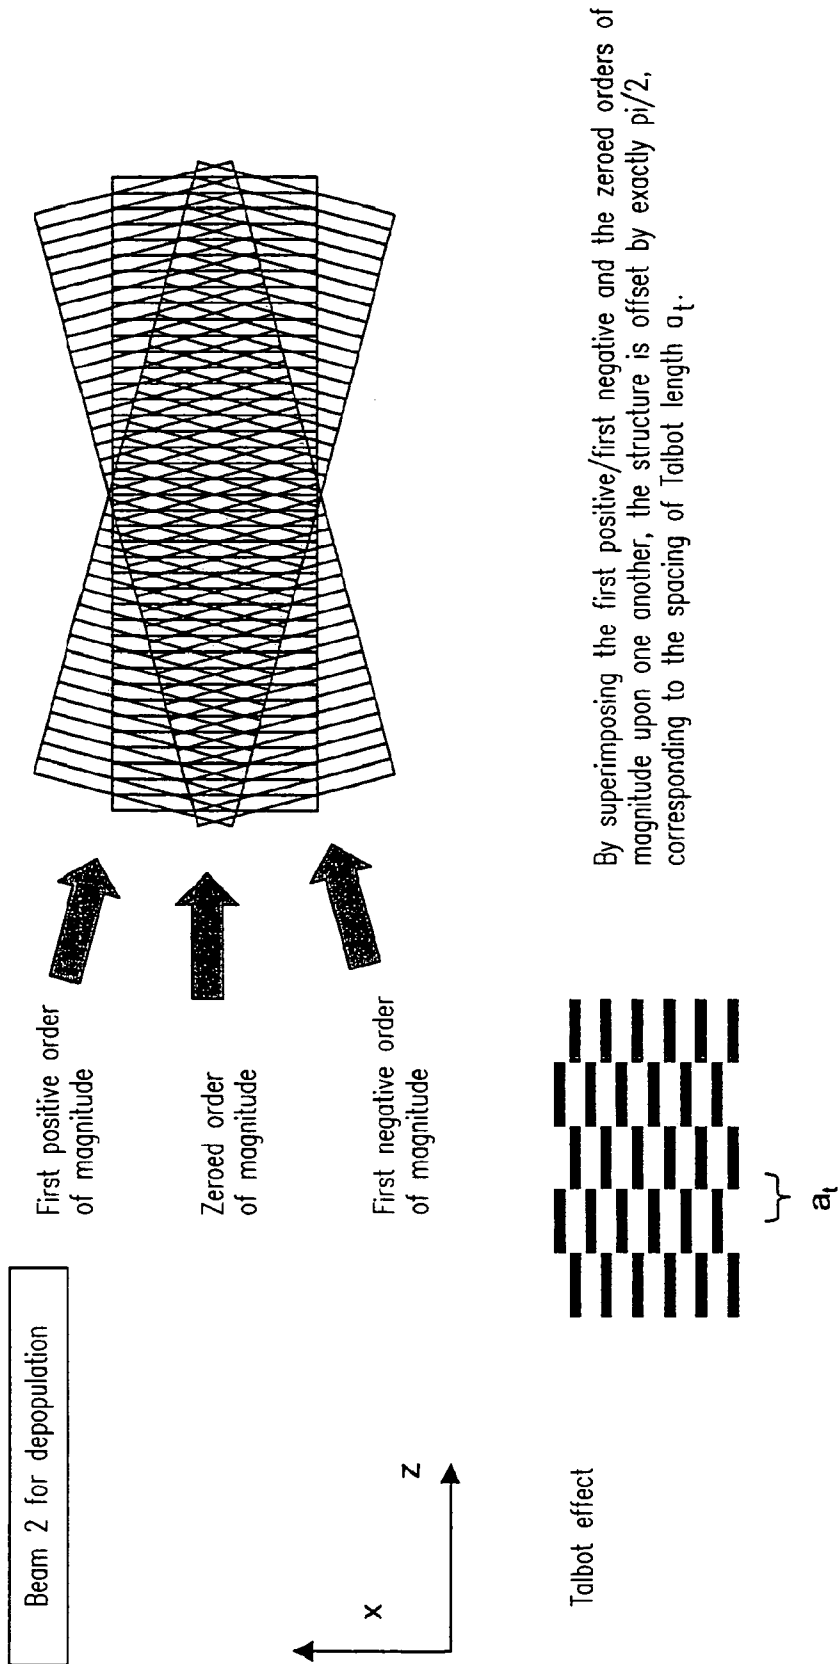 Beam 2 for depopulation
First positive order
of magnitude
Zeroed order
of magnitude
First negative order
of magnitude
x
z
Talbot effect
a_t
By superimposing the first positive/first negative and the zeroed orders of
magnitude upon one another, the structure is offset by exactly pi/2,
corresponding to the spacing of Talbot length a_t.